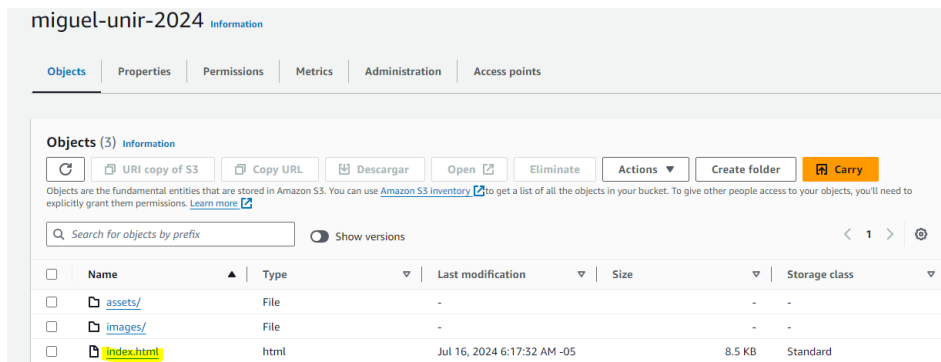 miguel-unir-2024 Information
Objects Properties Permissions Metrics Administration Access points
Objects (3) Information
URI copy of S3 Copy URL Descargar Open Eliminate Actions Create folder Carry
Objects are the fundamental entities that are stored in Amazon S3. You can use Amazon S3 inventory to get a list of all the objects in your bucket. To give other people access to your objects, you'll need to
explicitly grant them permissions. Learn more
Search for objects by prefix Show versions 1
Name Type Last modification Size Storage class
assets/ File - - -
images/ File - - -
index.html html Jul 16, 2024 6:17:32 AM -05 8.5 KB Standard